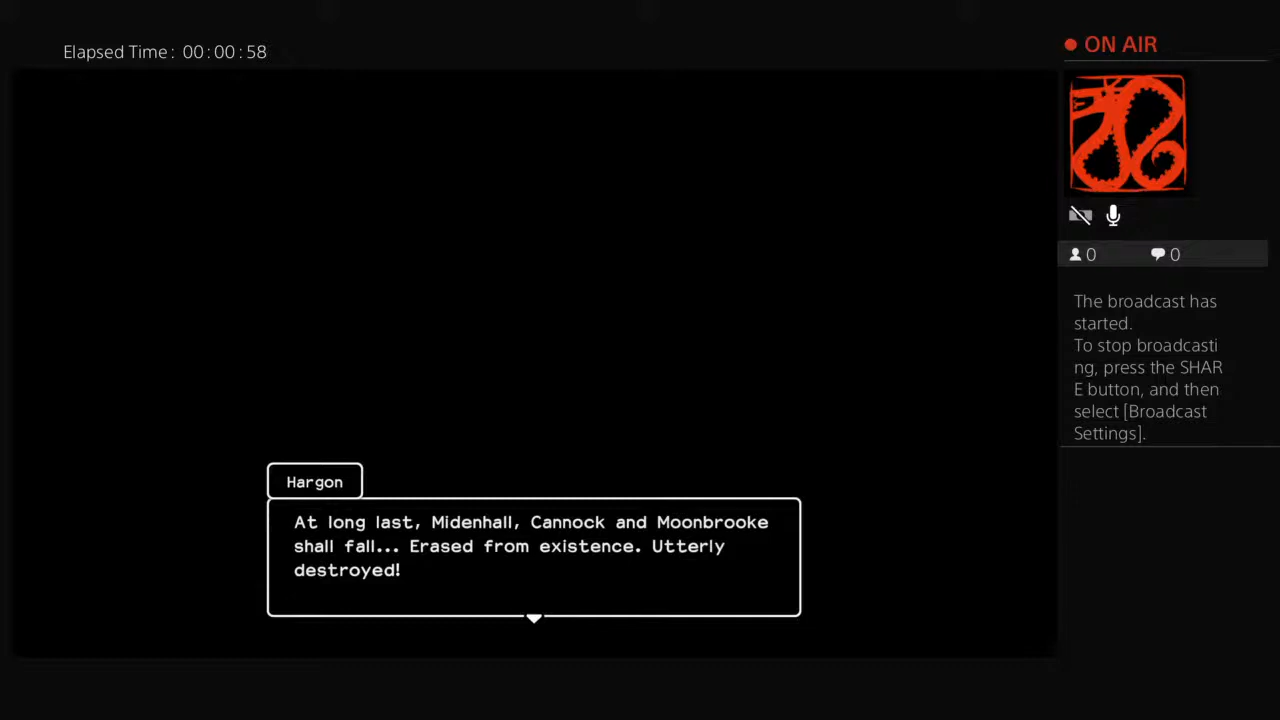 Elapsed Time: 00:00:58
ON AIR
0 0
The broadcast has
started.
To stop broadcasti
ng, press the SHAR
E button, and then
select [Broadcast
Settings].
Hargon
At long last, Midenhall, Cannock and Moonbrooke
shall fall... Erased from existence. Utterly
destroyed!